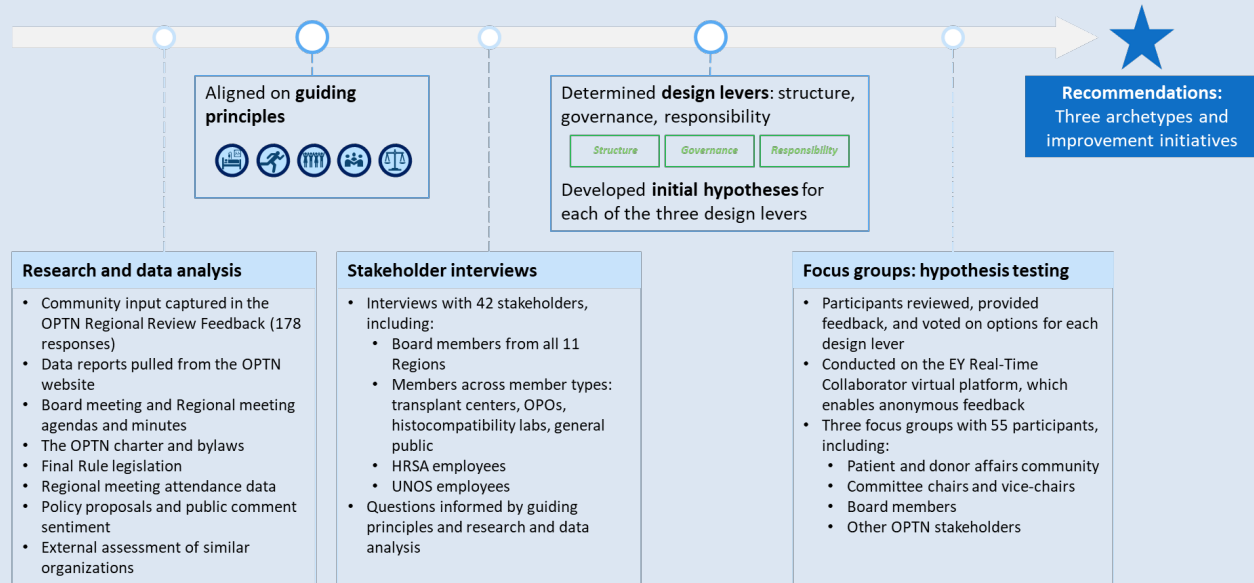 Aligned on guiding
principles
Determined design levers: structure,
governance, responsibility
Structure
Governance
Responsibility
Developed initial hypotheses for
each of the three design levers
Recommendations:
Three archetypes and
improvement initiatives
Research and data analysis
• Community input captured in the
OPTN Regional Review Feedback (178
responses)
• Data reports pulled from the OPTN
website
• Board meeting and Regional meeting
agendas and minutes
• The OPTN charter and bylaws
• Final Rule legislation
• Regional meeting attendance data
• Policy proposals and public comment
sentiment
• External assessment of similar
organizations
Stakeholder interviews
• Interviews with 42 stakeholders,
including:
• Board members from all 11
Regions
• Members across member types:
transplant centers, OPOs,
histocompatibility labs, general
public
• HRSA employees
• UNOS employees
• Questions informed by guiding
principles and research and data
analysis
Focus groups: hypothesis testing
• Participants reviewed, provided
feedback, and voted on options for each
design lever
• Conducted on the EY Real-Time
Collaborator virtual platform, which
enables anonymous feedback
• Three focus groups with 55 participants,
including:
• Patient and donor affairs community
• Committee chairs and vice-chairs
• Board members
• Other OPTN stakeholders